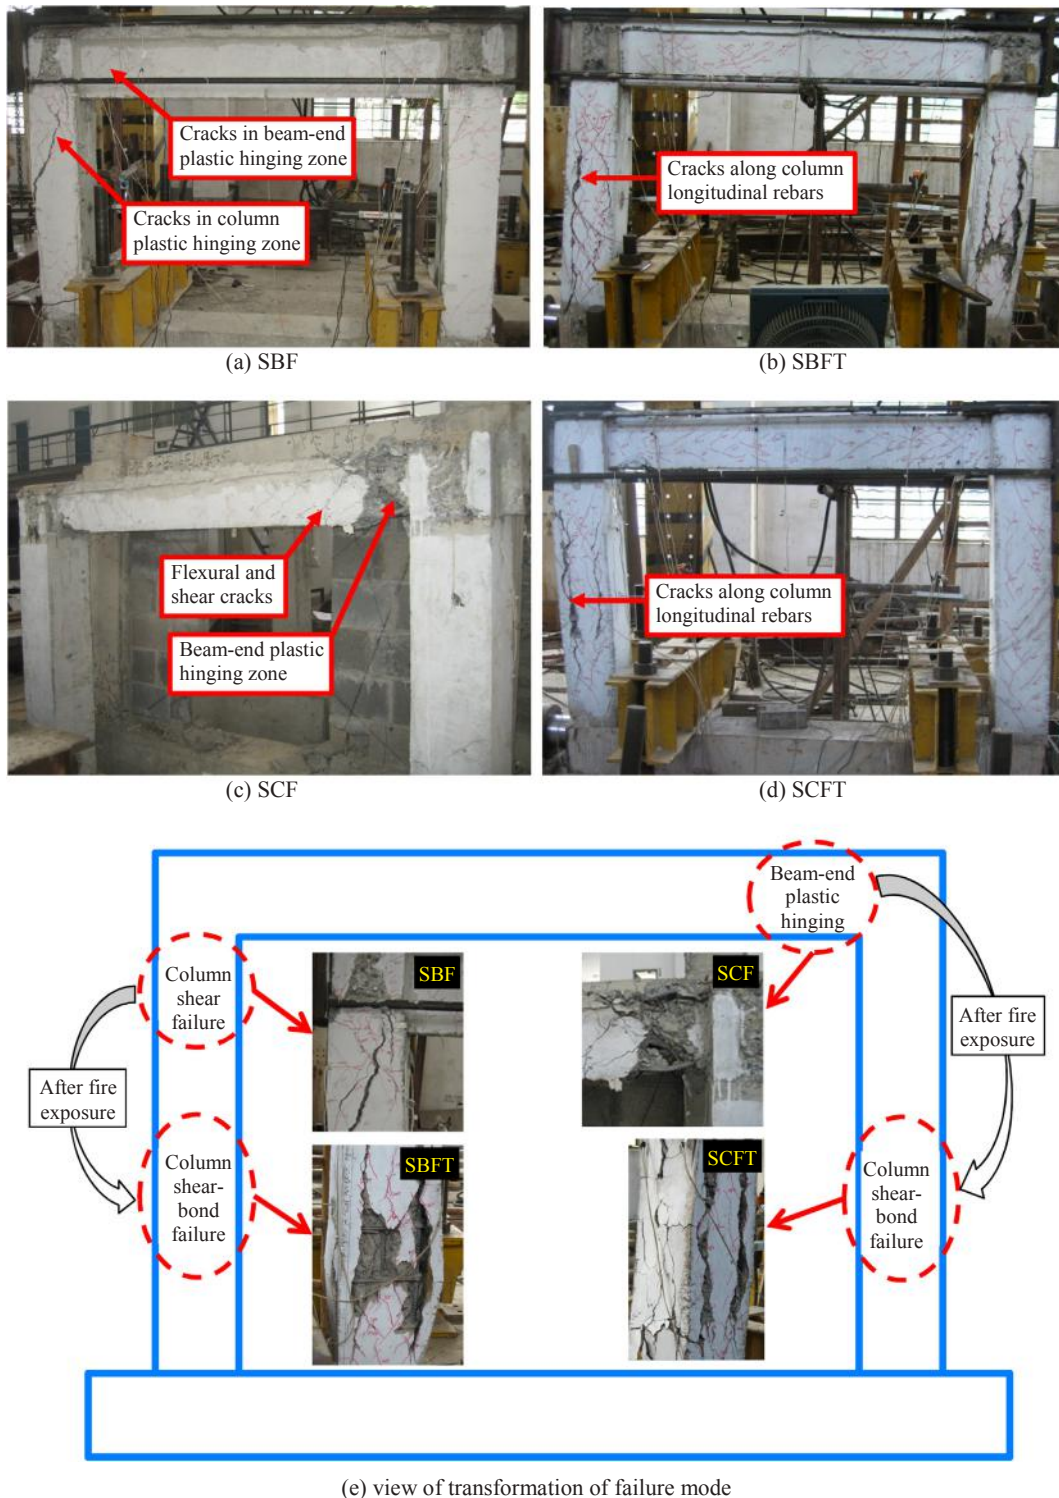 Cracks in beam-end
plastic hinging zone
Cracks in column
plastic hinging zone
(a) SBF
Cracks along column
longitudinal rebars
(b) SBFT
Flexural and
shear cracks
Beam-end plastic
hinging zone
(c) SCF
Cracks along column
longitudinal rebars
(d) SCFT
Beam-end
plastic
hinging
Column
shear
failure
SBF
SCF
After fire
exposure
After fire
exposure
Column
shear-
bond
failure
SBFT
SCFT
Column
shear-
bond
failure
(e) view of transformation of failure mode